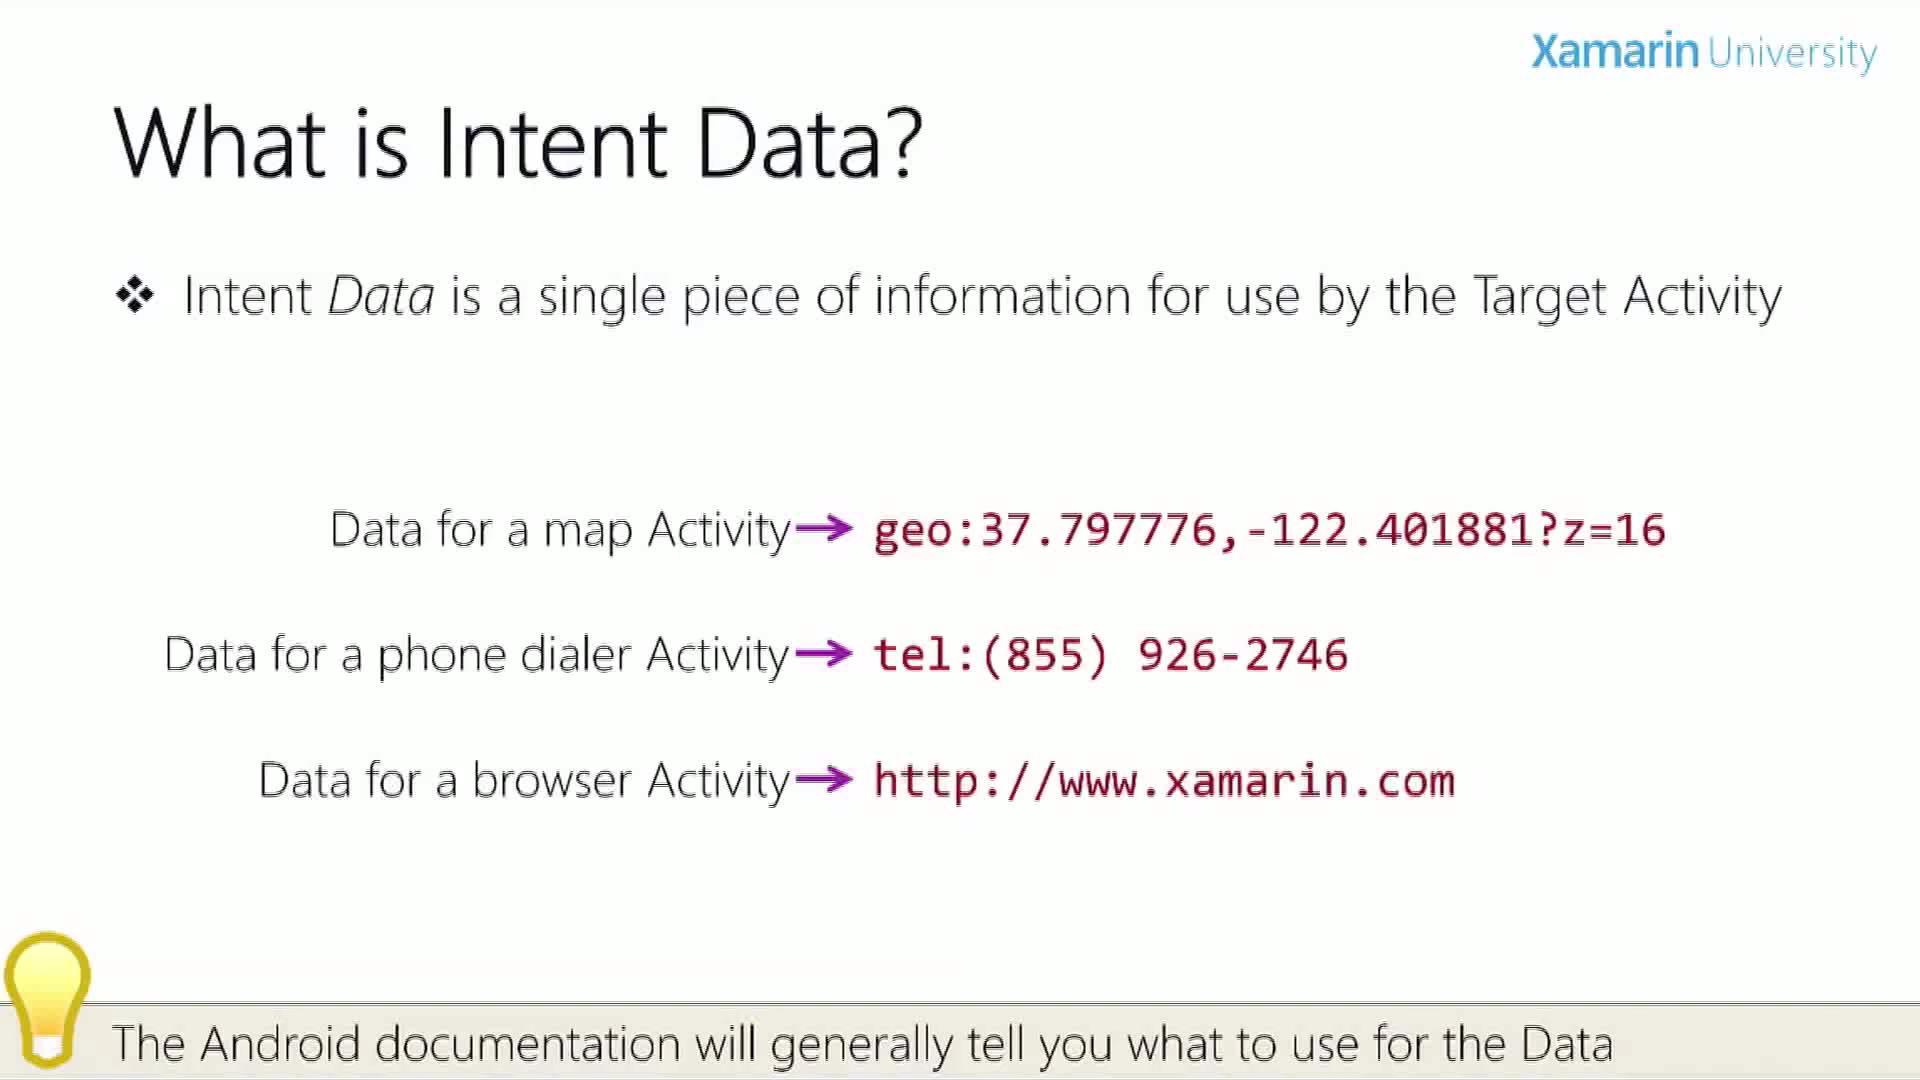 Xamarin University
What is Intent Data?
❖ Intent Data is a single piece of information for use by the Target Activity
Data for a map Activity → geo:37.797776,-122.401881?z=16
Data for a phone dialer Activity → tel:(855) 926-2746
Data for a browser Activity → http://www.xamarin.com
The Android documentation will generally tell you what to use for the Data